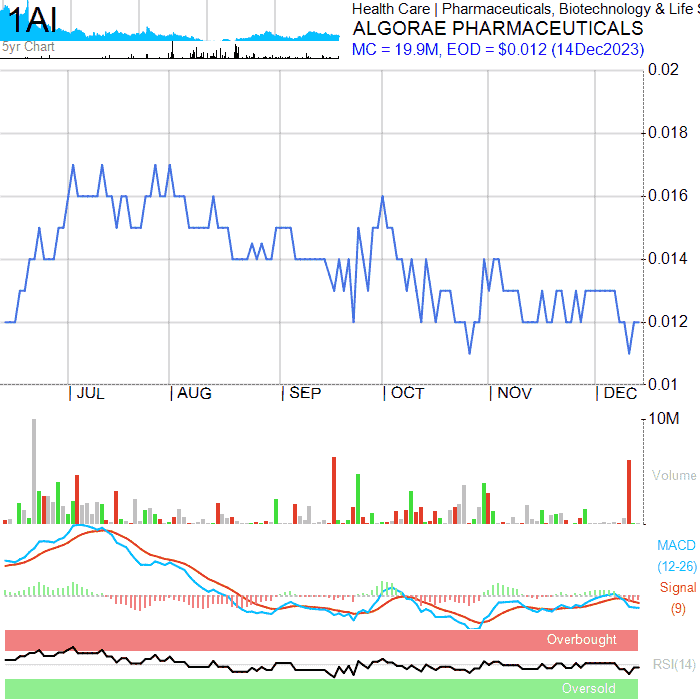 1AI
5yr Chart
Health Care | Pharmaceuticals, Biotechnology & Life S
ALGORAE PHARMACEUTICALS
MC = 19.9M, EOD = $0.012 (14Dec2023)
0.02
0.018
0.016
0.014
0.012
0.01
| JUL | AUG | SEP | OCT | NOV | DEC
10M
Volume
MACD
(12-26)
Signal
(9)
Overbought
RSI(14)
Oversold